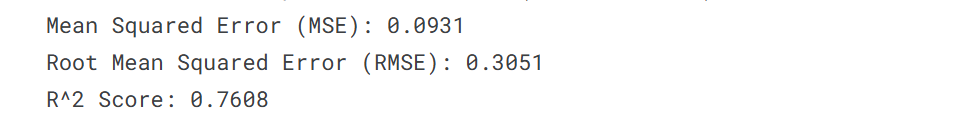 Mean Squared Error (MSE): 0.0931
Root Mean Squared Error (RMSE): 0.3051
R^2 Score: 0.7608